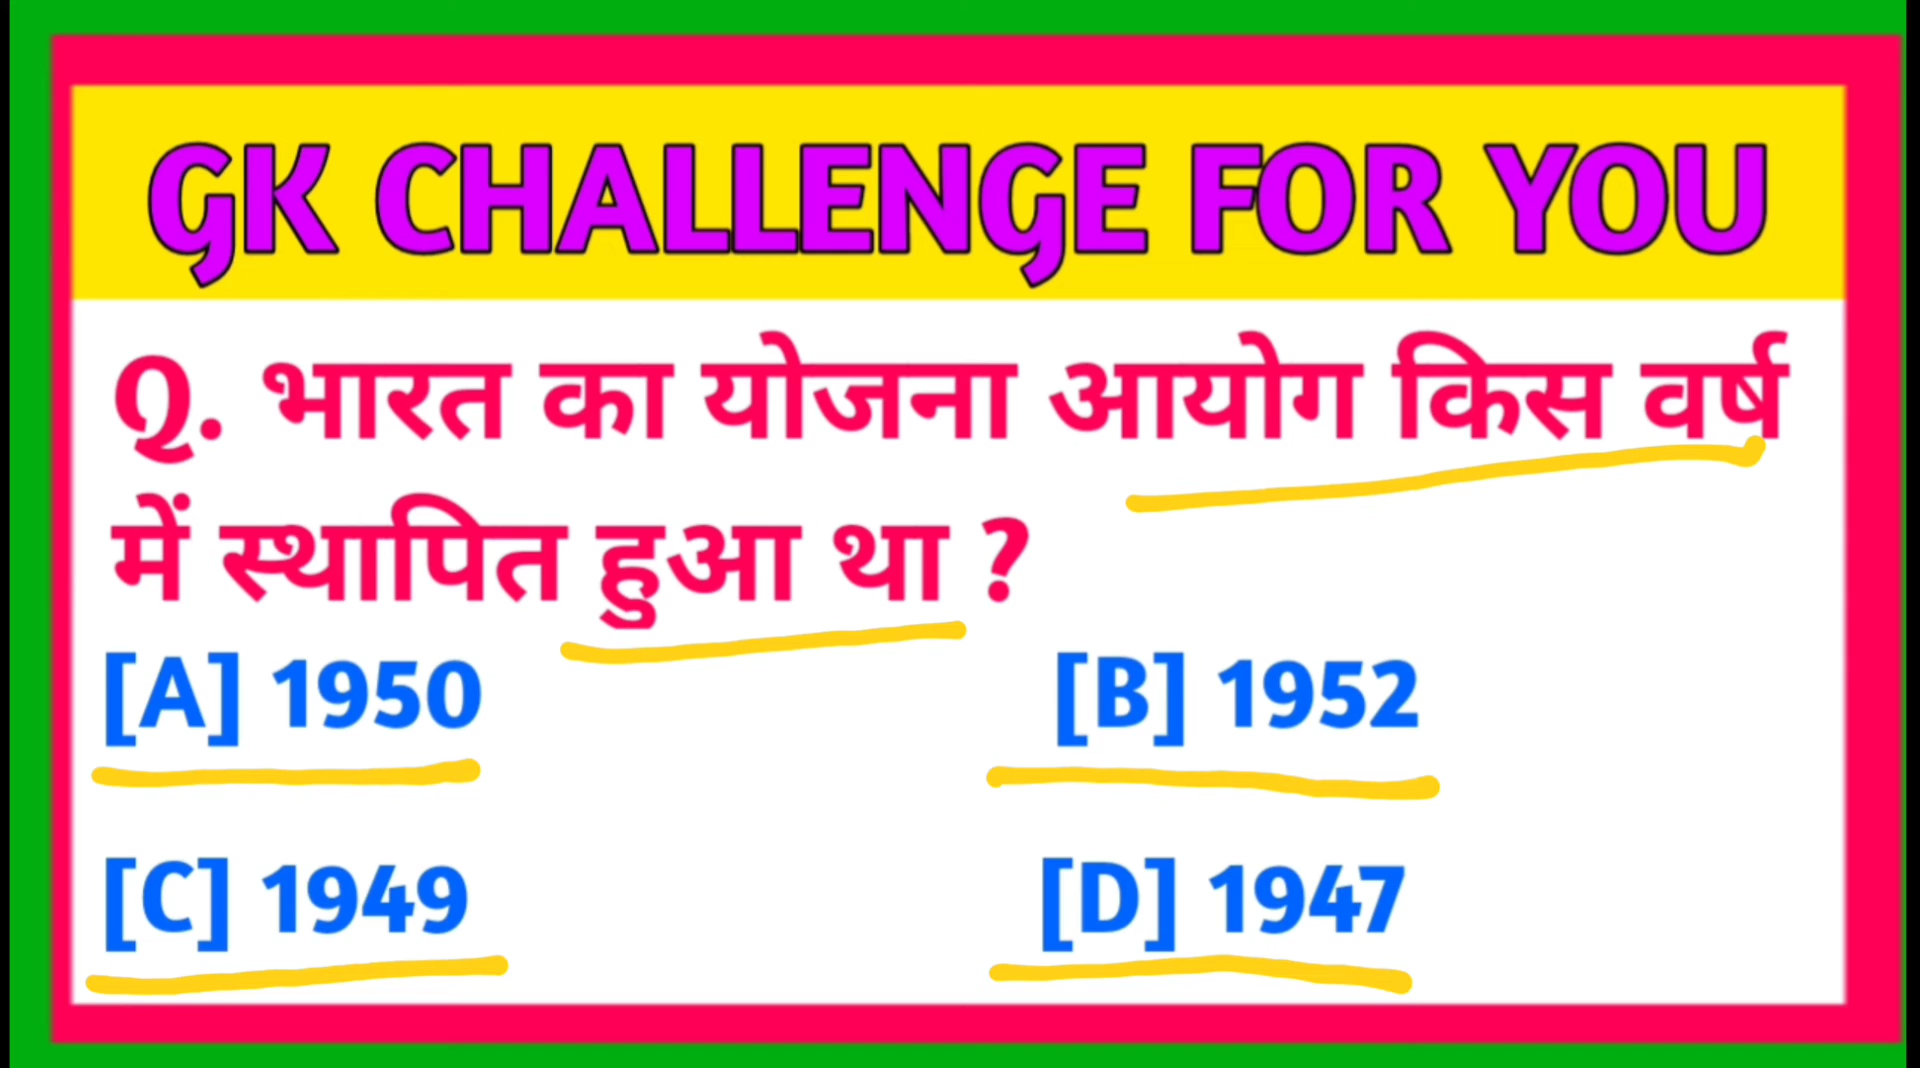 GK CHALLENGE FOR YOU
Q. भारत का योजना आयोग किस वर्ष
में स्थापित हुआ था ?
[A] 1950 [B] 1952
[C] 1949 [D] 1947